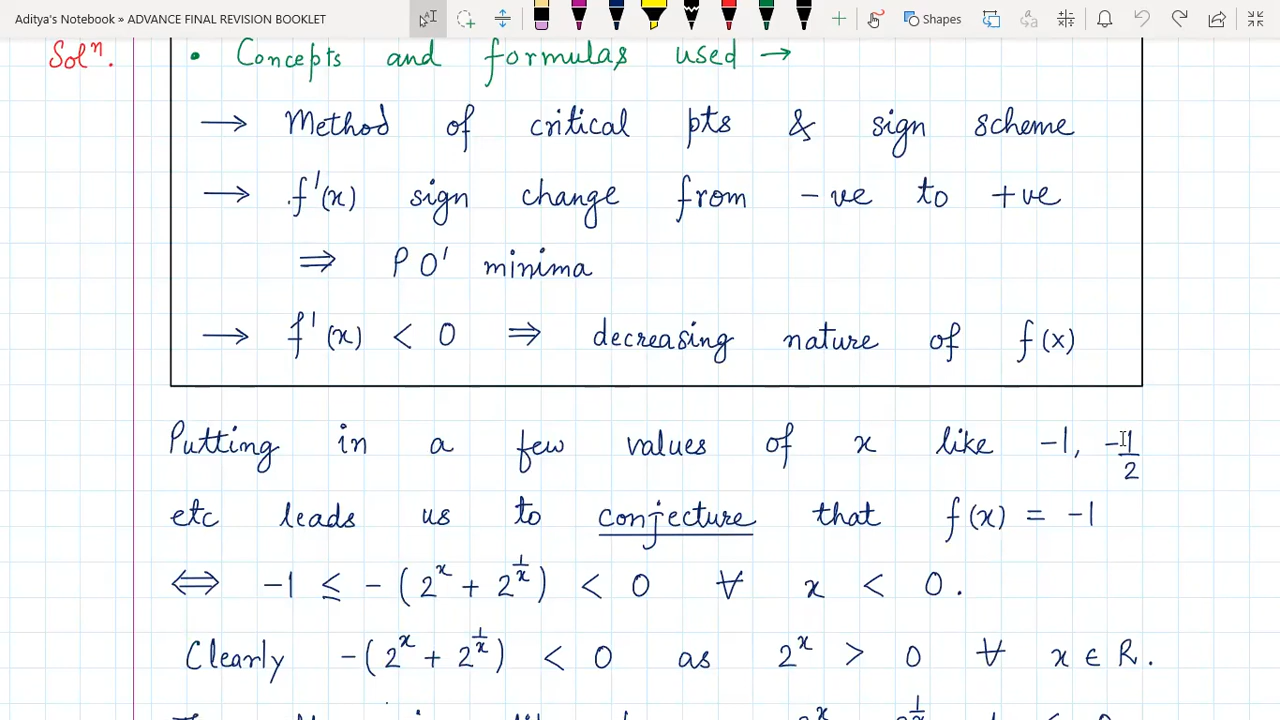 Aditya's Notebook » ADVANCE FINAL REVISION BOOKLET
Shapes
Solⁿ.
• Concepts and formulas used →
→ Method of critical pts & sign scheme
→ f'(x) sign change from -ve to +ve
⇒ PO' minima
→ f'(x) < 0 ⇒ decreasing nature of f(x)
Putting in a few values of x like -1, -1/2
etc leads us to conjecture that f(x) = -1
⟺ -1 ≤ -(2^x + 2^(1/x)) < 0 ∀ x < 0.
Clearly -(2^x + 2^(1/x)) < 0 as 2^x > 0 ∀ x ∈ R.